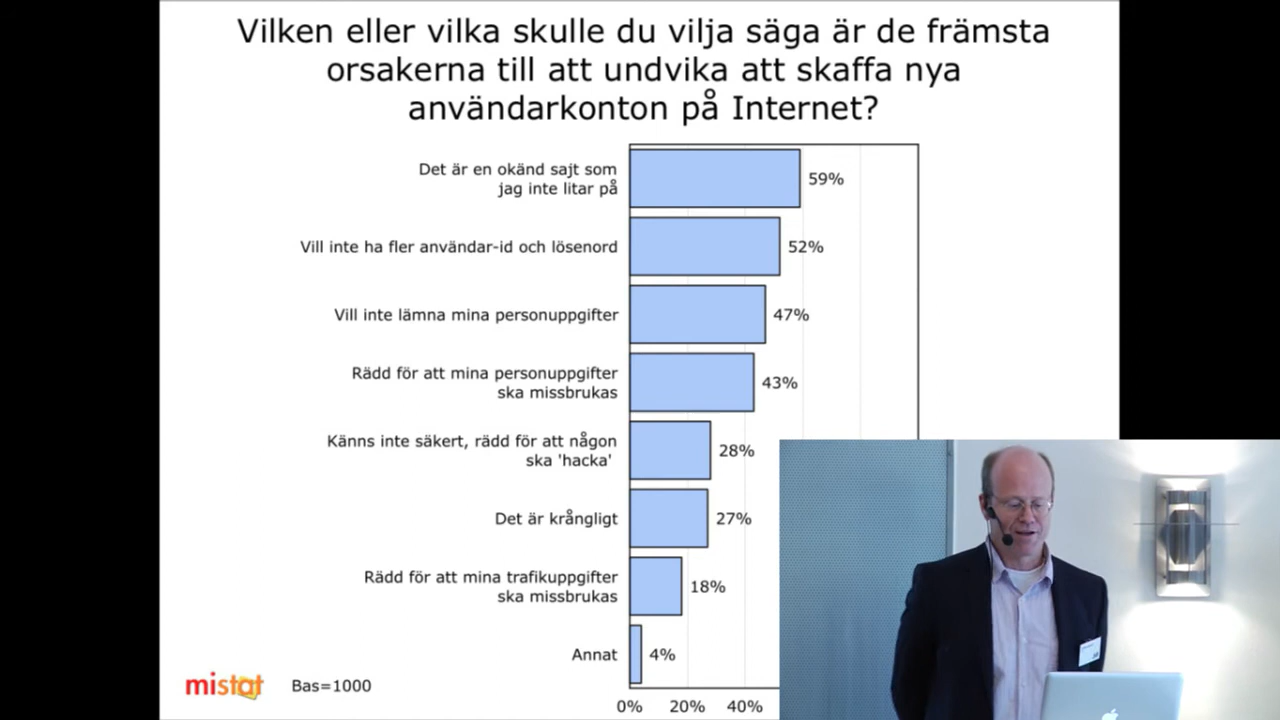 Vilken eller vilka skulle du vilja säga är de främsta
orsakerna till att undvika att skaffa nya
användarkonton på Internet?
Det är en okänd sajt som
jag inte litar på
59%
Vill inte ha fler användar-id och lösenord
52%
Vill inte lämna mina personuppgifter
47%
Rädd för att mina personuppgifter
ska missbrukas
43%
Känns inte säkert, rädd för att någon
ska 'hacka'
28%
Det är krångligt
27%
Rädd för att mina trafikuppgifter
ska missbrukas
18%
Annat
4%
mistat
Bas=1000
0% 20% 40%